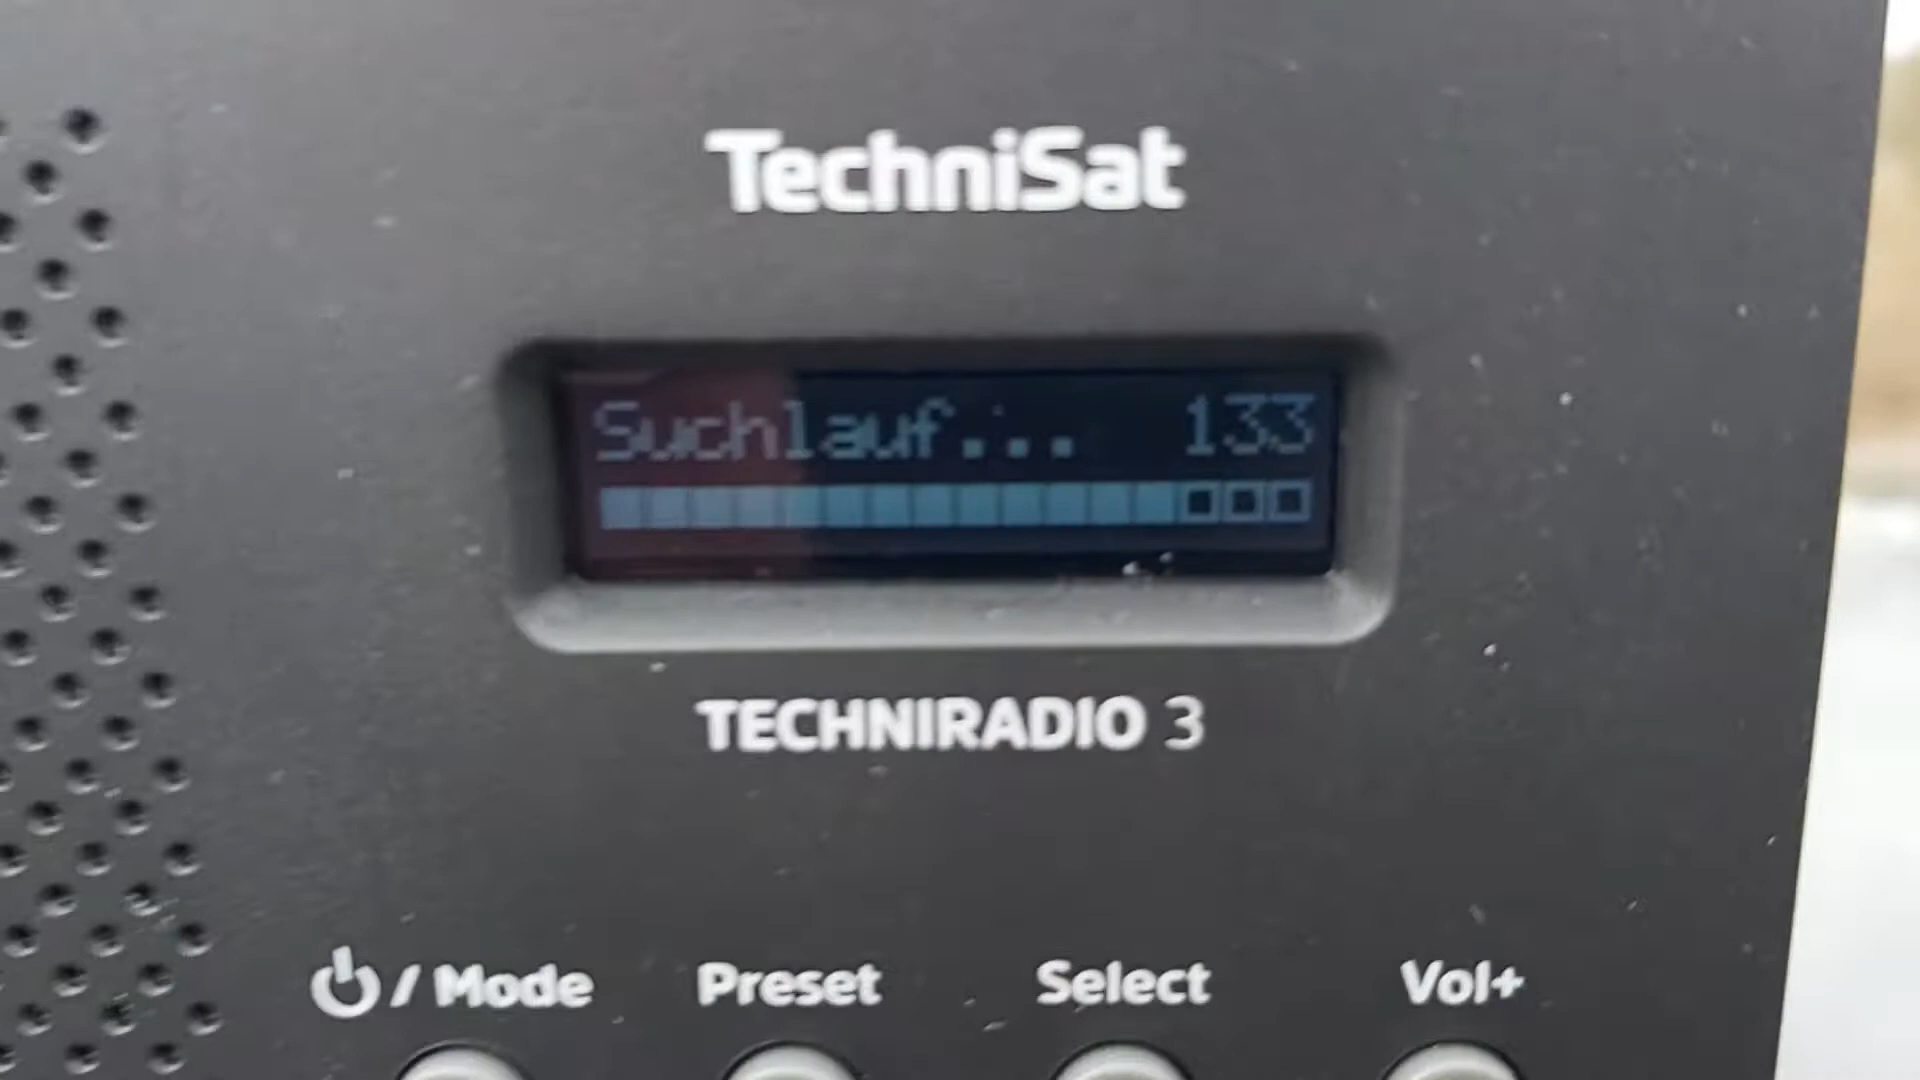 TechniSat
Suchlauf... 133
TECHNIRADIO 3
/ Mode Preset Select Vol+